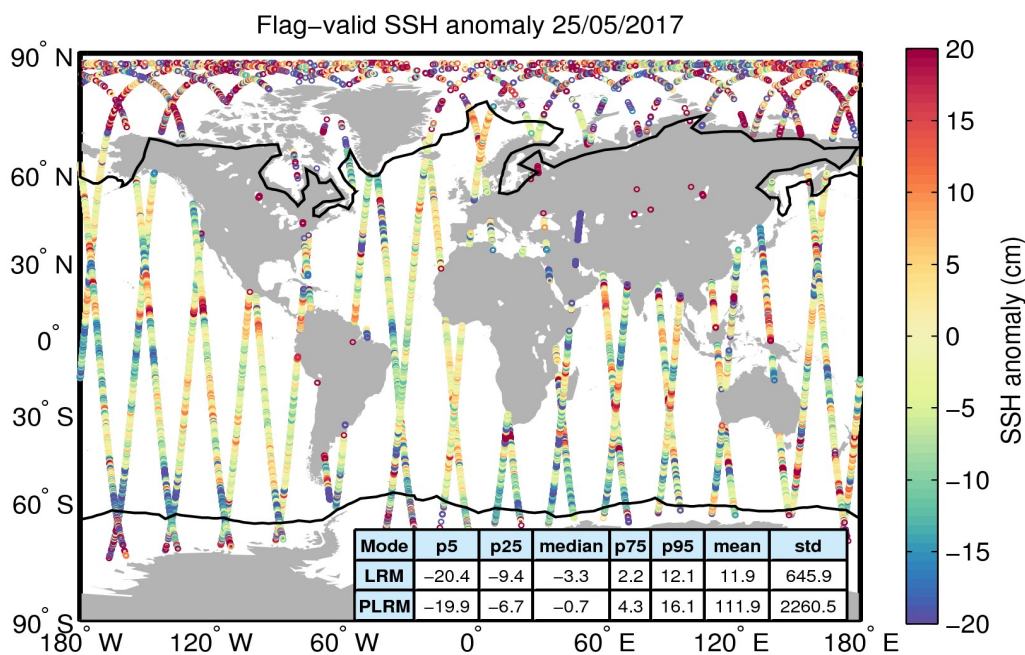 Flag−valid SSH anomaly 25/05/2017
90° N
60° N
30° N
0°
30° S
60° S
90° S
180° W
120° W
60° W
0°
60° E
120° E
180° E
Mode p5 p25 median p75 p95 mean std
LRM −20.4 −9.4 −3.3 2.2 12.1 11.9 645.9
PLRM −19.9 −6.7 −0.7 4.3 16.1 111.9 2260.5
20
15
10
5
0
−5
−10
−15
−20
SSH anomaly (cm)